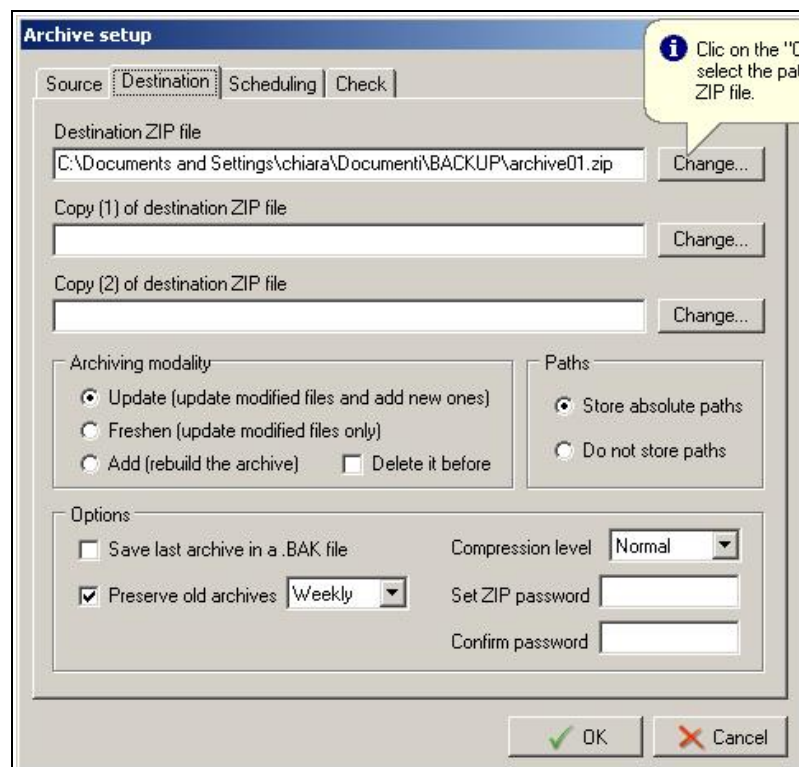 Archive setup
Clic on the "
select the
ZIP file.
Source Destination Scheduling Check
Destination ZIP file
C:\Documents and Settings\chiara\Documenti\BACKUP\archive01.zip Change...
Copy (1) of destination ZIP file
Change...
Copy (2) of destination ZIP file
Change...
Archiving modality Paths
Update (update modified files and add new ones)
Store absolute paths
Freshen (update modified files only)
Do not store paths
Add (rebuild the archive) Delete it before
Options
Save last archive in a .BAK file Compression level Normal
Preserve old archives Weekly Set ZIP password
Confirm password
OK Cancel